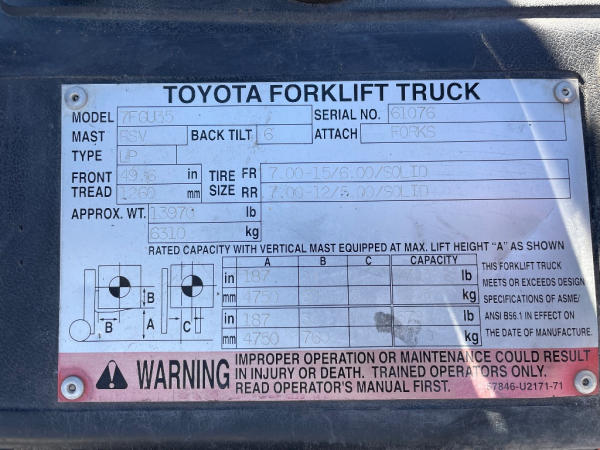 TOYOTA FORKLIFT TRUCK
MODEL 7FGU35 SERIAL NO. 61076
MAST FSV BACK TILT 6 ATTACH FORKS
TYPE LP
FRONT TREAD 49.6 in 1260 mm
TIRE SIZE FR 7.00-15/6.00/SOLID
RR 7.00-12/5.00/SOLID
APPROX. WT. 13970 lb
6310 kg
RATED CAPACITY WITH VERTICAL MAST EQUIPPED AT MAX. LIFT HEIGHT "A" AS SHOWN
A B C CAPACITY
in 187 lb
mm 4750 kg
in 187 lb
mm 4750 kg
B B A C
THIS FORKLIFT TRUCK
MEETS OR EXCEEDS DESIGN
SPECIFICATIONS OF ASME/
ANSI B56.1 IN EFFECT ON
THE DATE OF MANUFACTURE.
WARNING
IMPROPER OPERATION OR MAINTENANCE COULD RESULT
IN INJURY OR DEATH. TRAINED OPERATORS ONLY.
READ OPERATOR'S MANUAL FIRST.
57846-U2171-71